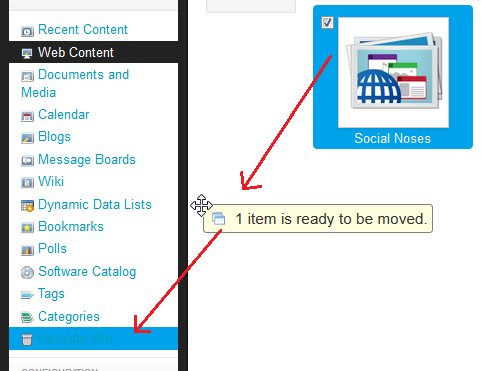 Recent Content
Web Content
Documents and
Media
Calendar
Blogs
Message Boards
Wiki
Dynamic Data Lists
Bookmarks
Polls
Software Catalog
Tags
Categories
Recycle Bin
CONFIGURATION
Social Noses
1 item is ready to be moved.